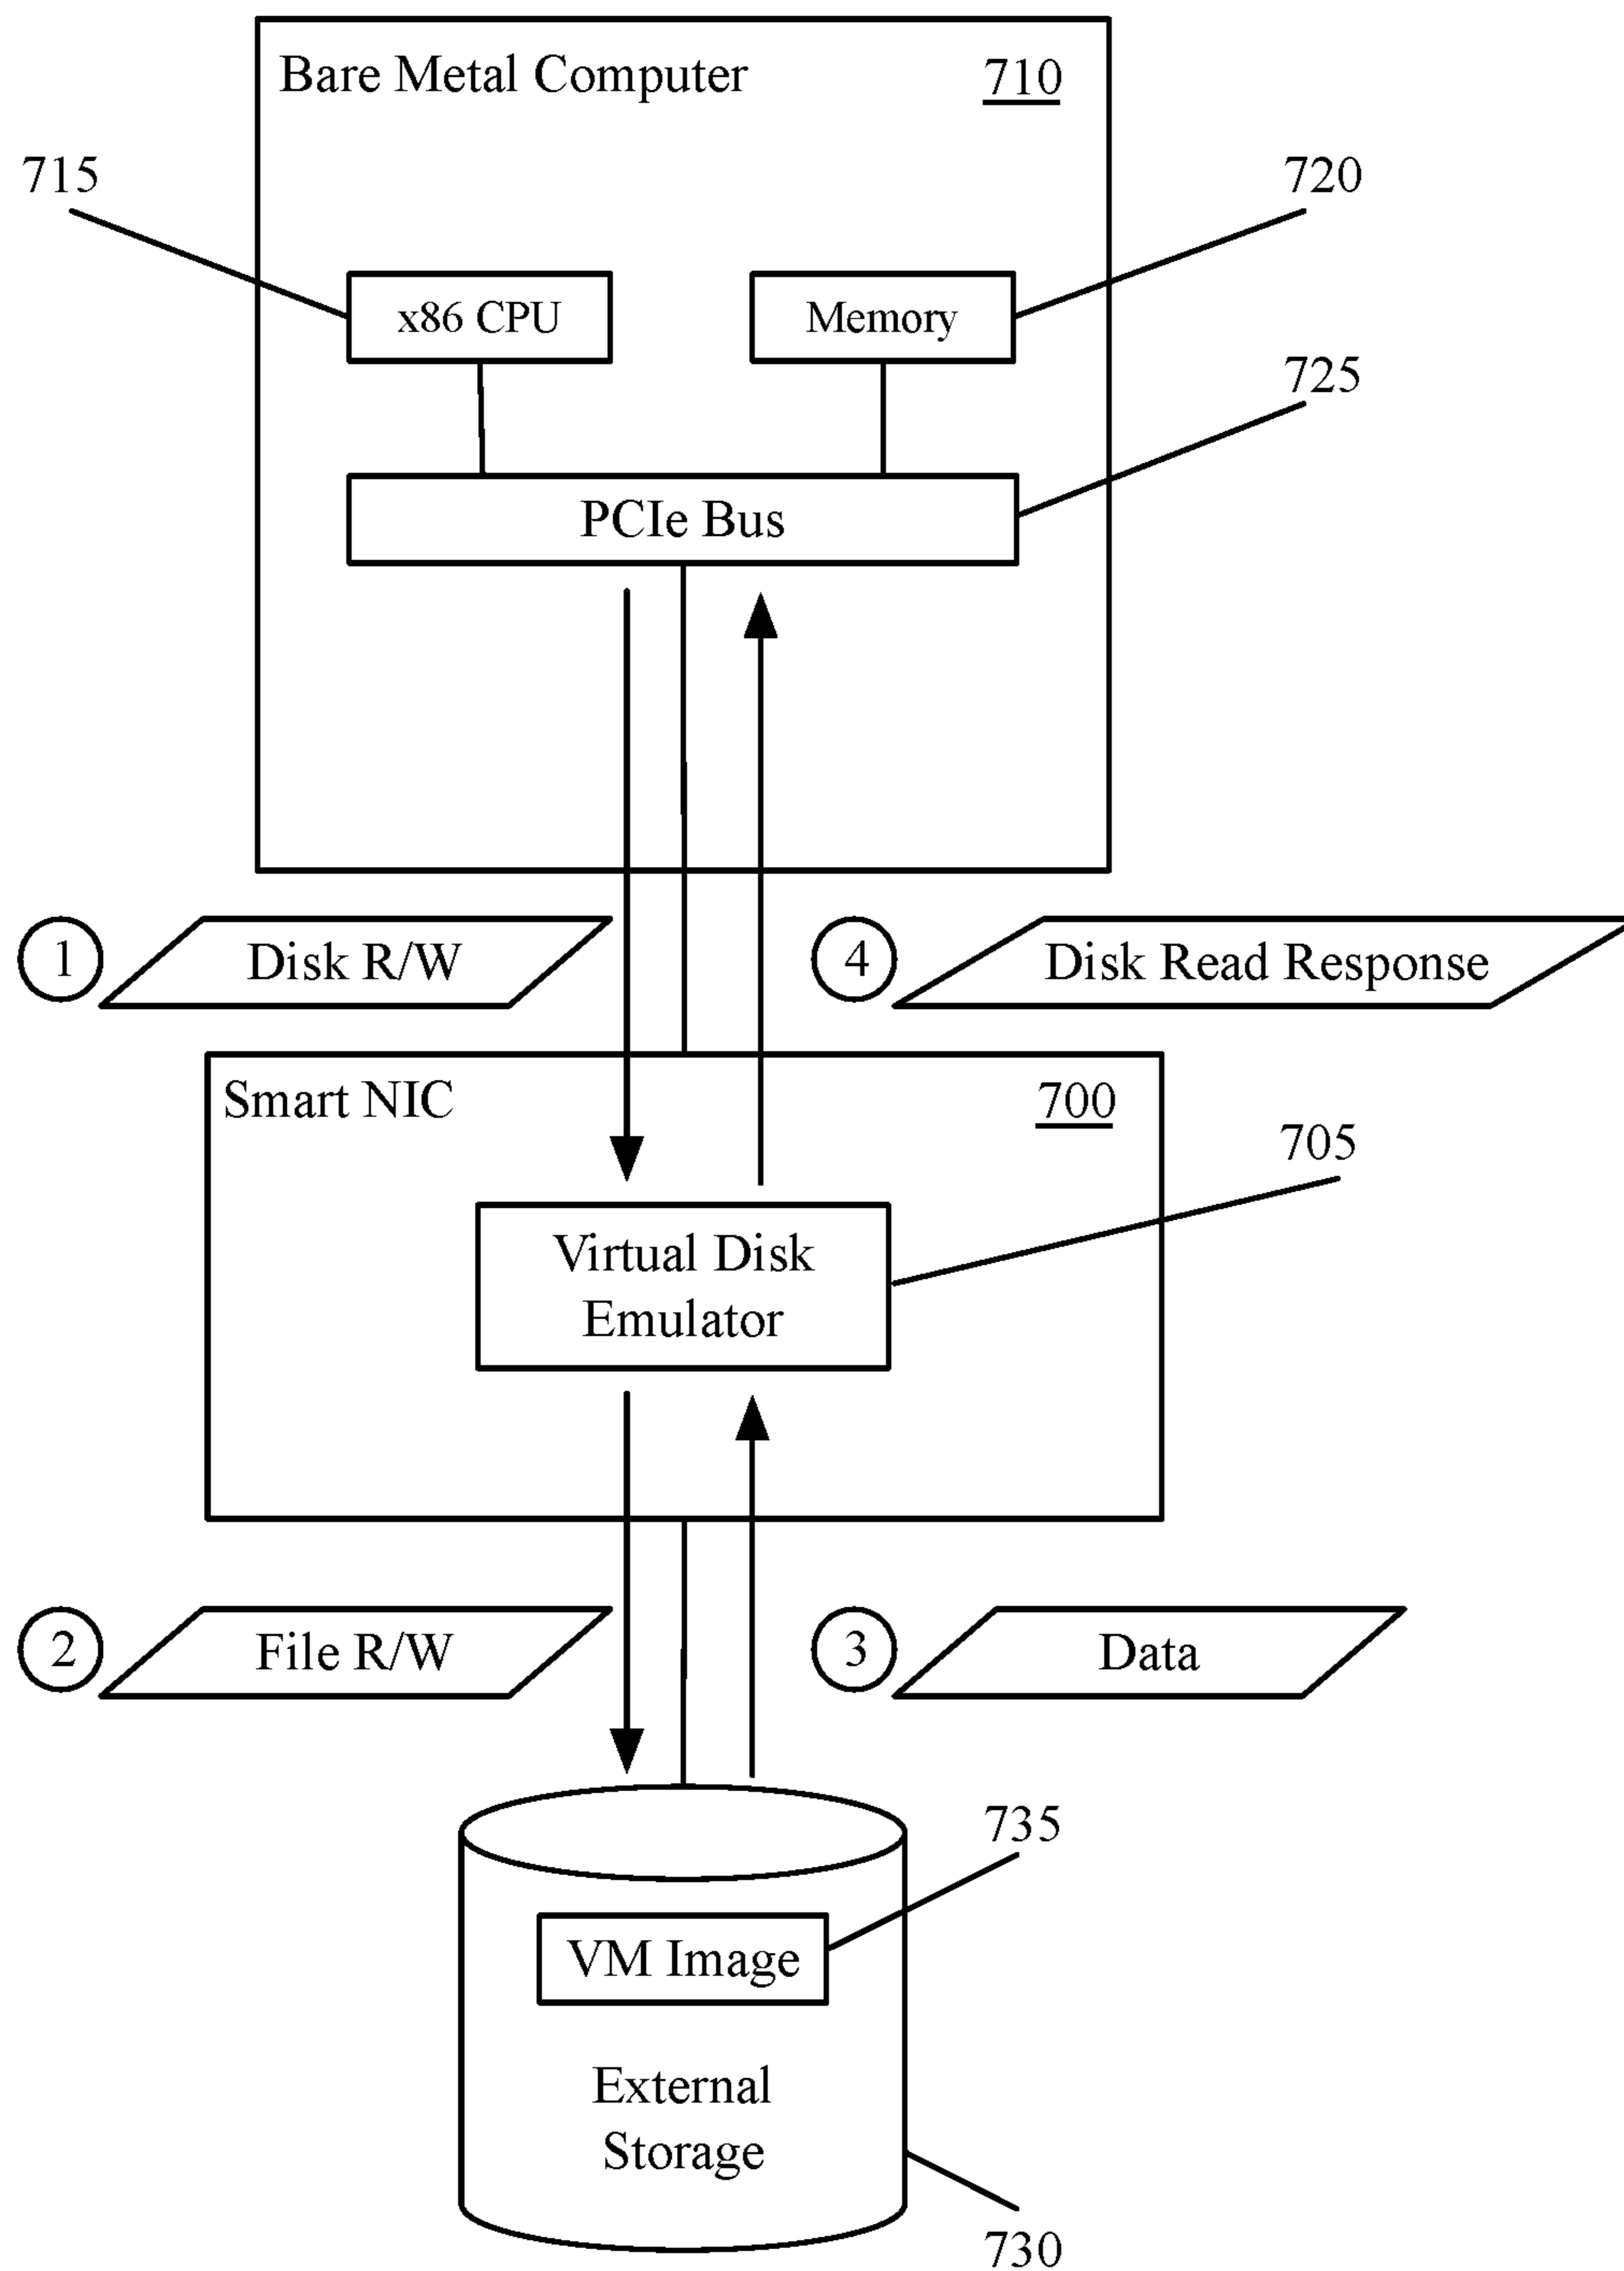 Bare Metal Computer 710
715
720
x86 CPU
Memory
725
PCIe Bus
1 Disk R/W
4 Disk Read Response
Smart NIC 700
705
Virtual Disk
Emulator
2 File R/W
3 Data
735
VM Image
External
Storage
730